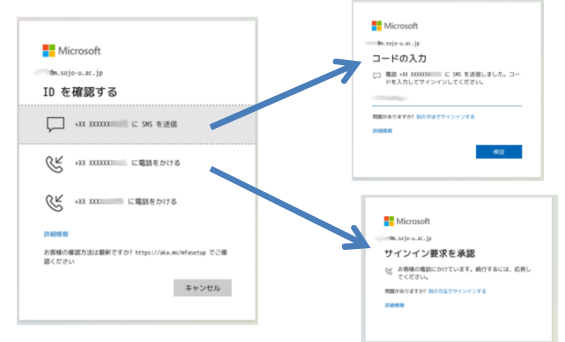 Microsoft
m.sojo-u.ac.jp
ID を確認する
+XX XXXXXX に SMS を送信
+XX XXXXXX に電話をかける
+XX XXX に電話をかける
詳細情報
お客様の確認方法は最新ですか? https://aka.ms/mfasetup でご確
認ください
キャンセル
Microsoft
m.sojo-u.ac.jp
コードの入力
電話 +XX XXXXXXX に SMS を送信しました。コー
ドを入力してサインインしてください。
問題がありますか? 別の方法でサインインする
詳細情報
検証
Microsoft
m.sojo-u.ac.jp
サインイン要求を承認
お客様の電話にかけています。続行するには、応答し
てください。
問題がありますか? 別の方法でサインインする
詳細情報